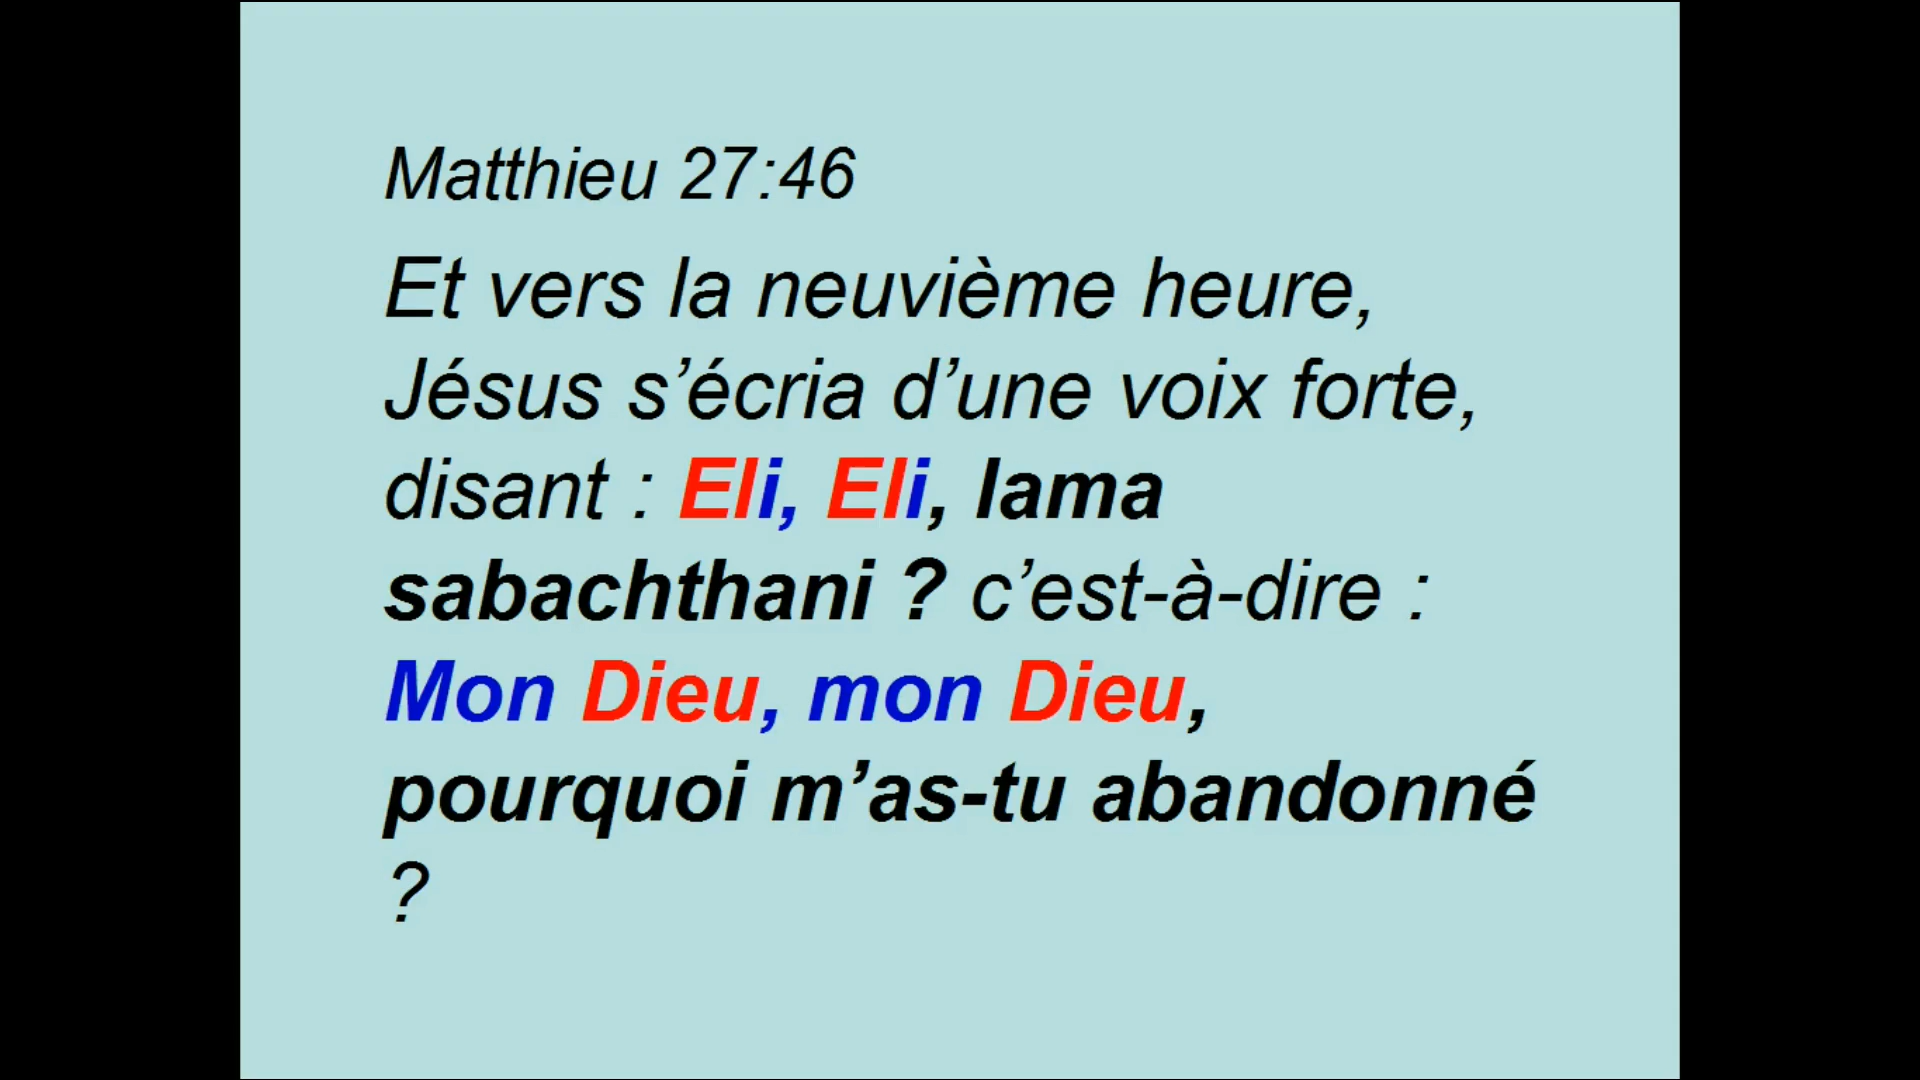 Matthieu 27:46
Et vers la neuvième heure,
Jésus s’écria d’une voix forte,
disant : Eli, Eli, lama
sabachthani ? c’est-à-dire :
Mon Dieu, mon Dieu,
pourquoi m’as-tu abandonné
?